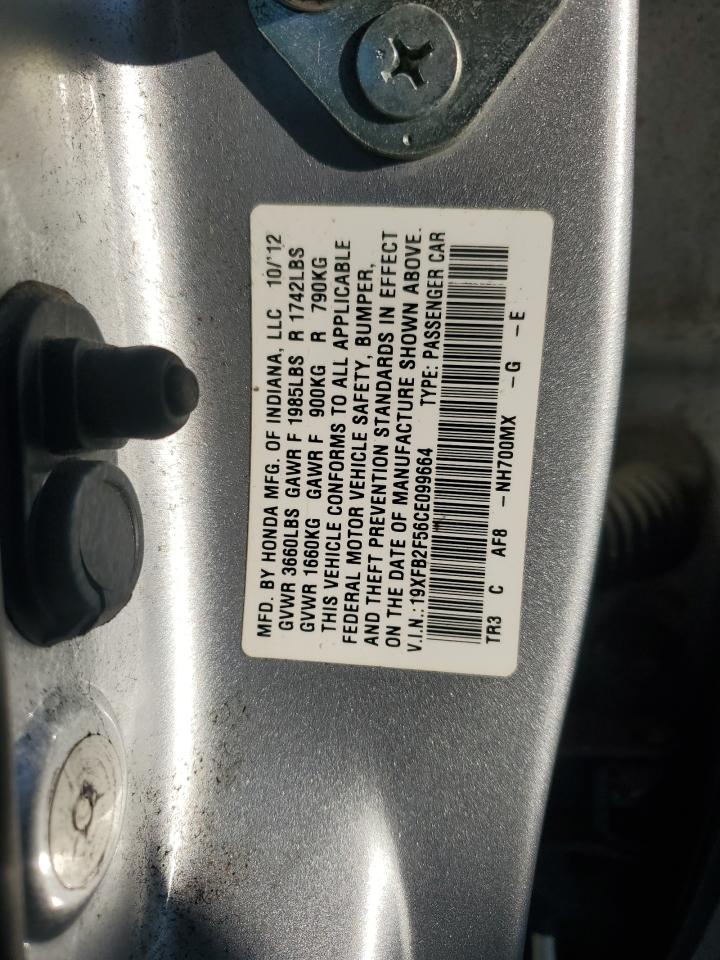 MFD. BY HONDA MFG. OF INDIANA, LLC 10/'12
GVWR 3660LBS GAWR F 1985LBS R 1742LBS
GVWR 1660KG GAWR F 900KG R 790KG
THIS VEHICLE CONFORMS TO ALL APPLICABLE
FEDERAL MOTOR VEHICLE SAFETY, BUMPER,
AND THEFT PREVENTION STANDARDS IN EFFECT
ON THE DATE OF MANUFACTURE SHOWN ABOVE.
V.I.N.:19XFB2F56CE099664 TYPE: PASSENGER CAR
TR3 C AF8 -NH700MX -G -E